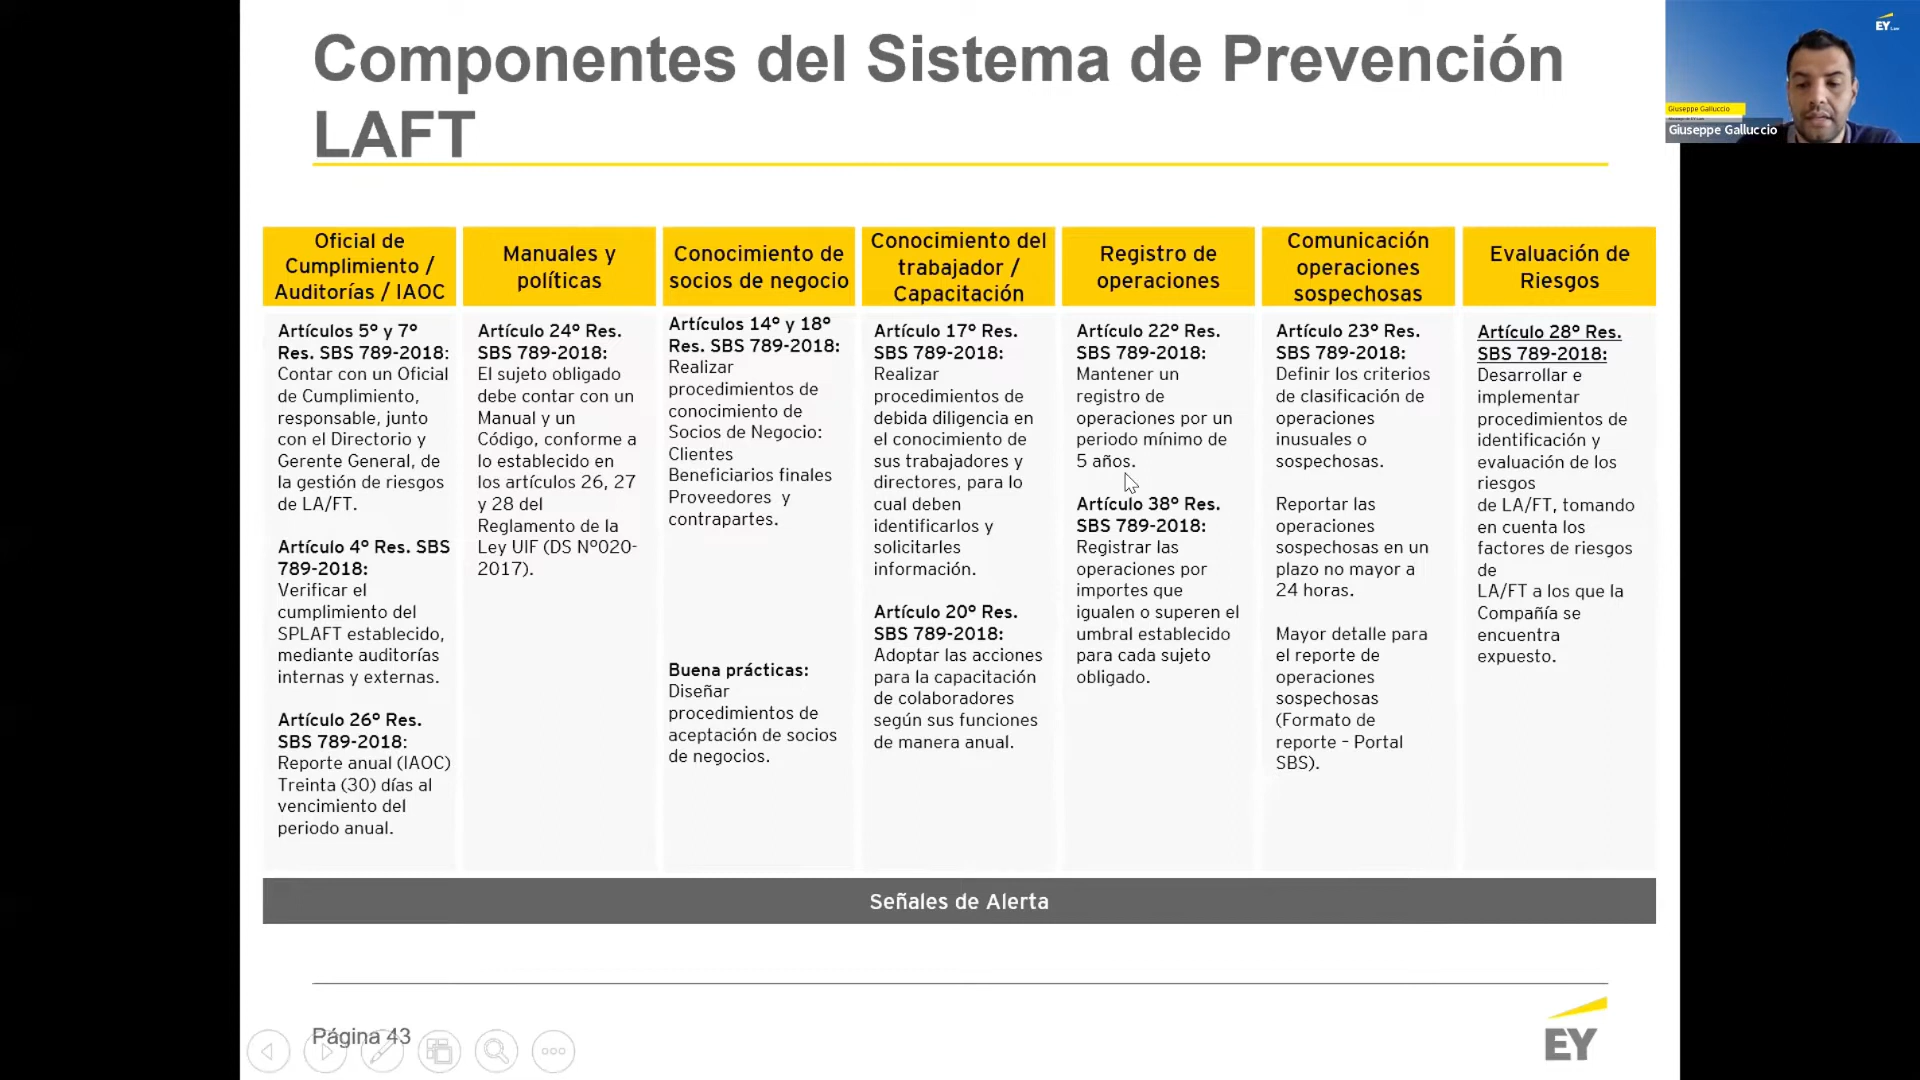 Componentes del Sistema de Prevención
LAFT
EY
Giuseppe Galluccio
Giuseppe Galluccio
Oficial de
Cumplimiento /
Auditorías / IAOC
Artículos 5° y 7°
Res. SBS 789-2018:
Contar con un Oficial
de Cumplimiento,
responsable, junto
con el Directorio y
Gerente General, de
la gestión de riesgos
de LA/FT.
Artículo 4° Res. SBS
789-2018:
Verificar el
cumplimiento del
SPLAFT establecido,
mediante auditorías
internas y externas.
Artículo 26° Res.
SBS 789-2018:
Reporte anual (IAOC)
Treinta (30) días al
vencimiento del
periodo anual.
Manuales y
políticas
Artículo 24° Res.
SBS 789-2018:
El sujeto obligado
debe contar con un
Manual y un
Código, conforme a
lo establecido en
los artículos 26, 27
y 28 del
Reglamento de la
Ley UIF (DS N°020-
2017).
Conocimiento de
socios de negocio
Artículos 14° y 18°
Res. SBS 789-2018:
Realizar
procedimientos de
conocimiento de
Socios de Negocio:
Clientes
Beneficiarios finales
Proveedores y
contrapartes.
Buena prácticas:
Diseñar
procedimientos de
aceptación de socios
de negocios.
Conocimiento del
trabajador /
Capacitación
Artículo 17° Res.
SBS 789-2018:
Realizar
procedimientos de
debida diligencia en
el conocimiento de
sus trabajadores y
directores, para lo
cual deben
identificarlos y
solicitarles
información.
Artículo 20° Res.
SBS 789-2018:
Adoptar las acciones
para la capacitación
de colaboradores
según sus funciones
de manera anual.
Registro de
operaciones
Artículo 22° Res.
SBS 789-2018:
Mantener un
registro de
operaciones por un
periodo mínimo de
5 años.
Artículo 38° Res.
SBS 789-2018:
Registrar las
operaciones por
importes que
igualen o superen el
umbral establecido
para cada sujeto
obligado.
Comunicación
operaciones
sospechosas
Artículo 23° Res.
SBS 789-2018:
Definir los criterios
de clasificación de
operaciones
inusuales o
sospechosas.
Reportar las
operaciones
sospechosas en un
plazo no mayor a
24 horas.
Mayor detalle para
el reporte de
operaciones
sospechosas
(Formato de
reporte – Portal
SBS).
Evaluación de
Riesgos
Artículo 28° Res.
SBS 789-2018:
Desarrollar e
implementar
procedimientos de
identificación y
evaluación de los
riesgos
de LA/FT, tomando
en cuenta los
factores de riesgos
de
LA/FT a los que la
Compañía se
encuentra
expuesto.
Señales de Alerta
Página 43
EY